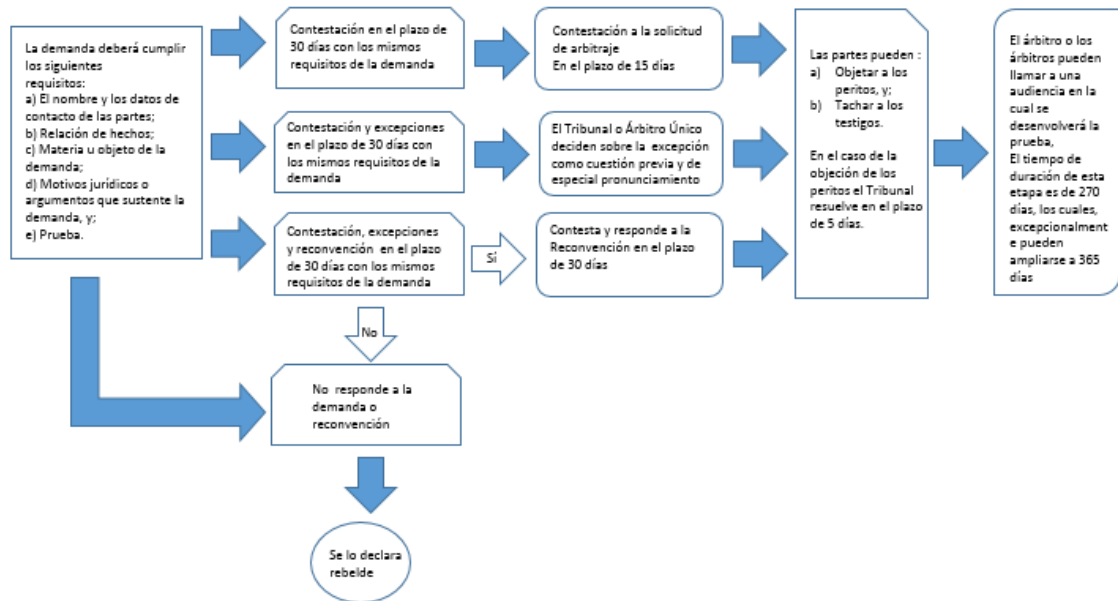 La demanda deberá cumplir
los siguientes
requisitos:
a) El nombre y los datos de
contacto de las partes;
b) Relación de hechos;
c) Materia u objeto de la
demanda;
d) Motivos jurídicos o
argumentos que sustente la
demanda, y;
e) Prueba.
Contestación en el plazo de
30 días con los mismos
requisitos de la demanda
Contestación a la solicitud
de arbitraje
En el plazo de 15 días
Contestación y excepciones
en el plazo de 30 días con
los mismos requisitos de la
demanda
El Tribunal o Árbitro Único
deciden sobre la excepción
como cuestión previa y de
especial pronunciamiento
Contestación, excepciones
y reconvención en el plazo
de 30 días con los mismos
requisitos de la demanda
Sí
Contesta y responde a la
Reconvención en el plazo
de 30 días
Las partes pueden :
a) Objetar a los
peritos, y;
b) Tachar a los
testigos.
En el caso de la
objeción de los
peritos el Tribunal
resuelve en el plazo
de 5 días.
El árbitro o los
árbitros pueden
llamar a una
audiencia en la
cual se
desenvolverá la
prueba,
El tiempo de
duración de esta
etapa es de 270
días, los cuales,
excepcionalment
e pueden
ampliarse a 365
días
No
No responde a la
demanda o
reconvención
Se lo declara
rebelde